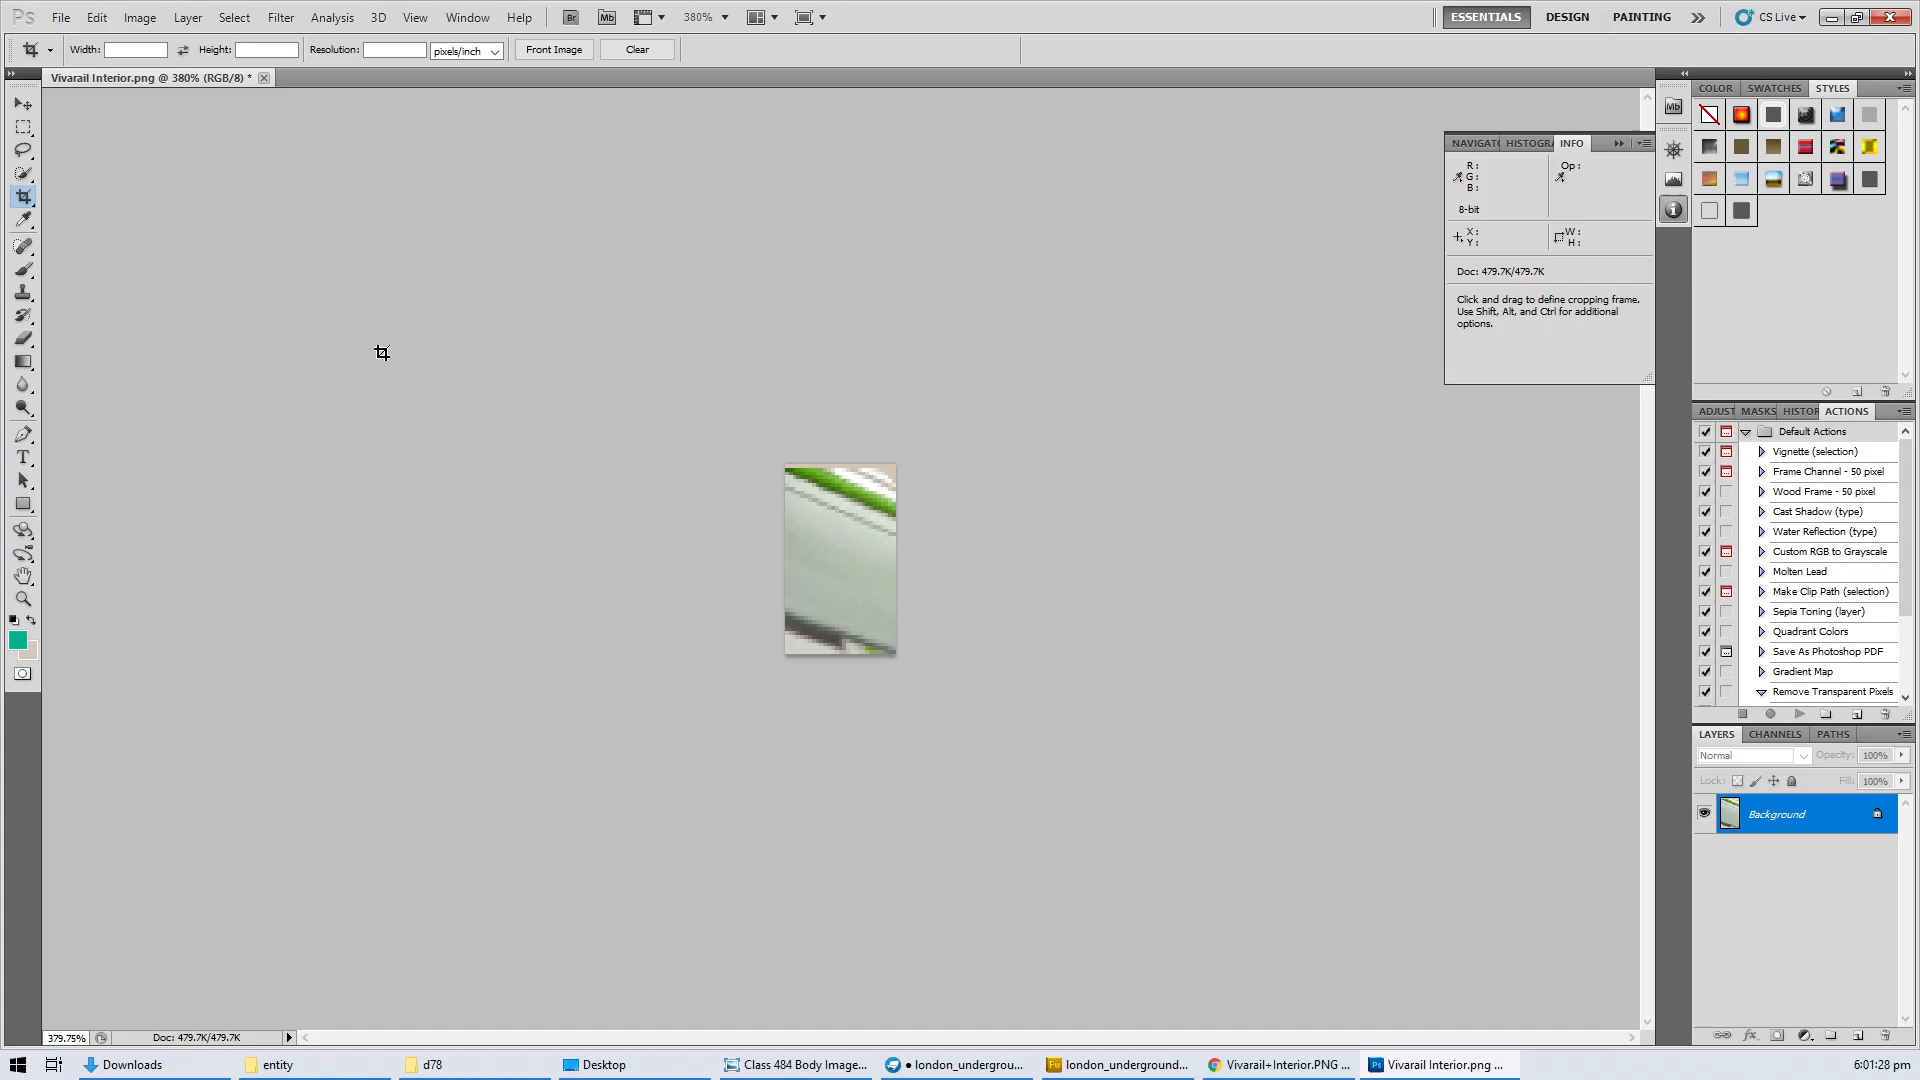 Ps File Edit Image Layer Select Filter Analysis 3D View Window Help Br Mb 380% ESSENTIALS DESIGN PAINTING CS Live
Width: Height: Resolution: pixels/inch Front Image Clear
Vivarail Interior.png @ 380% (RGB/8) *
COLOR SWATCHES STYLES
Mb
NAVIGATO HISTOGRA INFO
R :
G :
B :
Op :
8-bit
X :
Y :
W :
H :
Doc: 479.7K/479.7K
Click and drag to define cropping frame.
Use Shift, Alt, and Ctrl for additional
options.
ADJUST MASKS HISTOR ACTIONS
Default Actions
Vignette (selection)
Frame Channel - 50 pixel
Wood Frame - 50 pixel
Cast Shadow (type)
Water Reflection (type)
Custom RGB to Grayscale
Molten Lead
Make Clip Path (selection)
Sepia Toning (layer)
Quadrant Colors
Save As Photoshop PDF
Gradient Map
Remove Transparent Pixels
LAYERS CHANNELS PATHS
Normal Opacity: 100%
Lock: Fill: 100%
Background
379.75% Doc: 479.7K/479.7K
Downloads entity d78 Desktop Class 484 Body Image... • london_undergrou... london_underground... Vivarail+Interior.PNG ... Vivarail Interior.png ... 6:01:28 pm